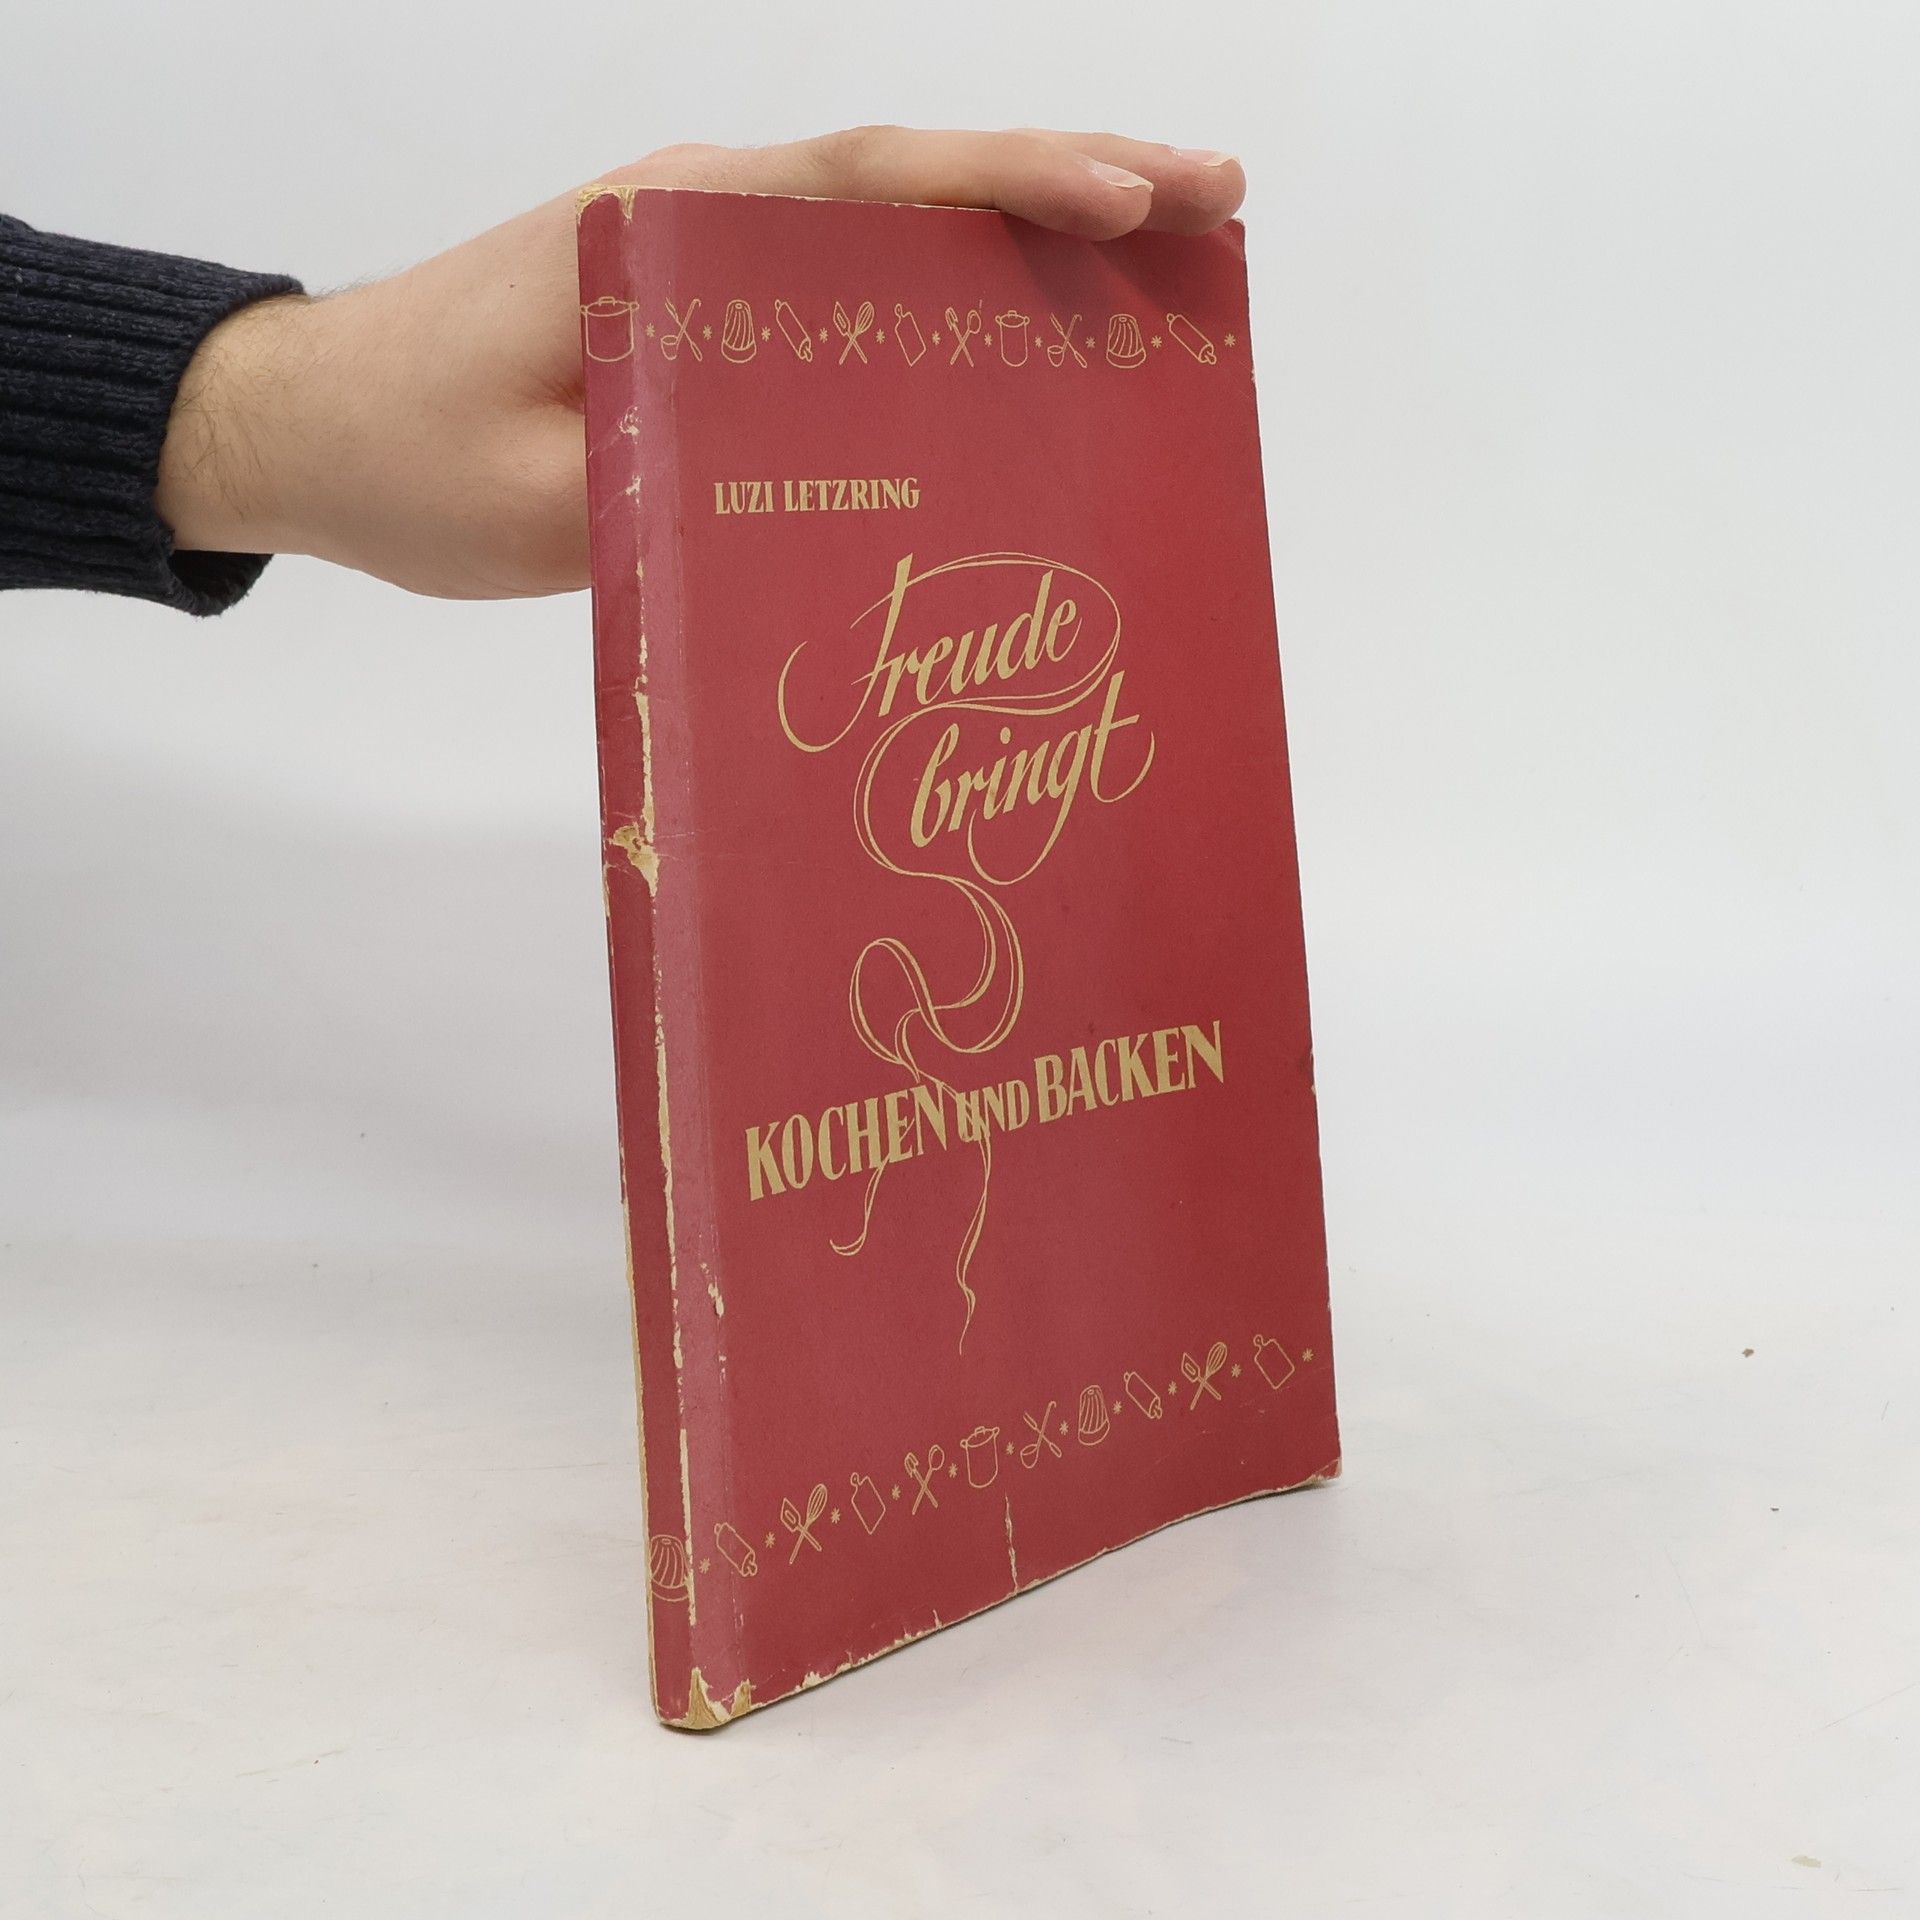 LUZI LETZRING
Freude
bringt
KOCHEN UND BACKEN